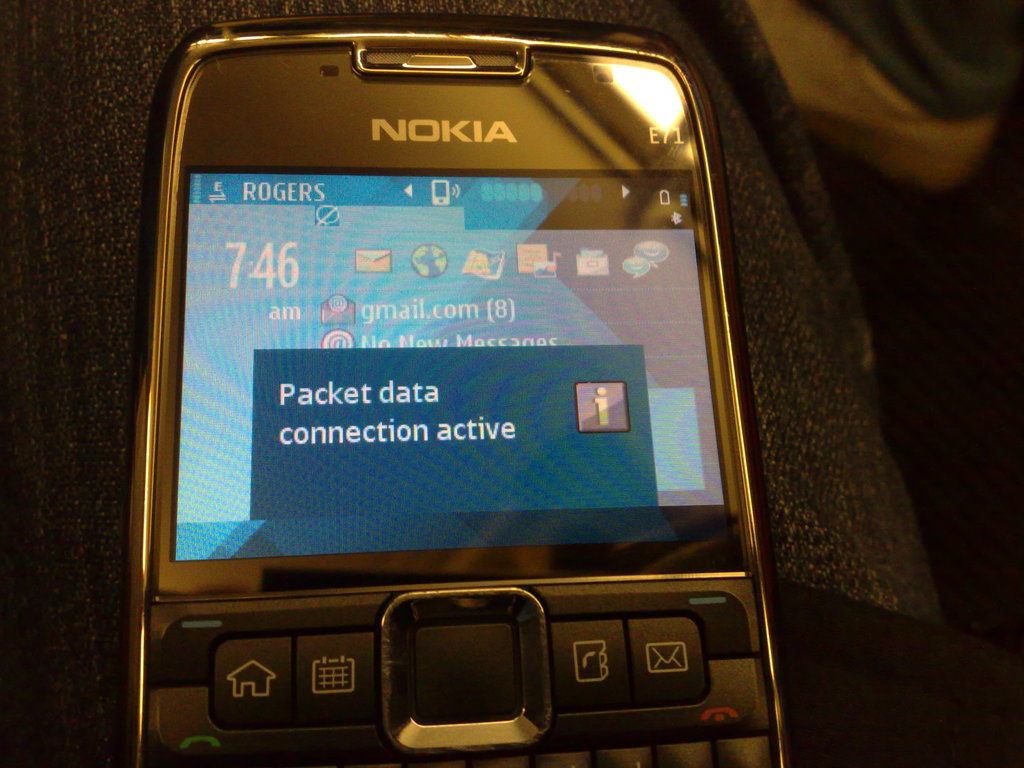 NOKIA
E71
ROGERS
7:46
am
gmail.com (8)
No New Messages
Packet data
connection active